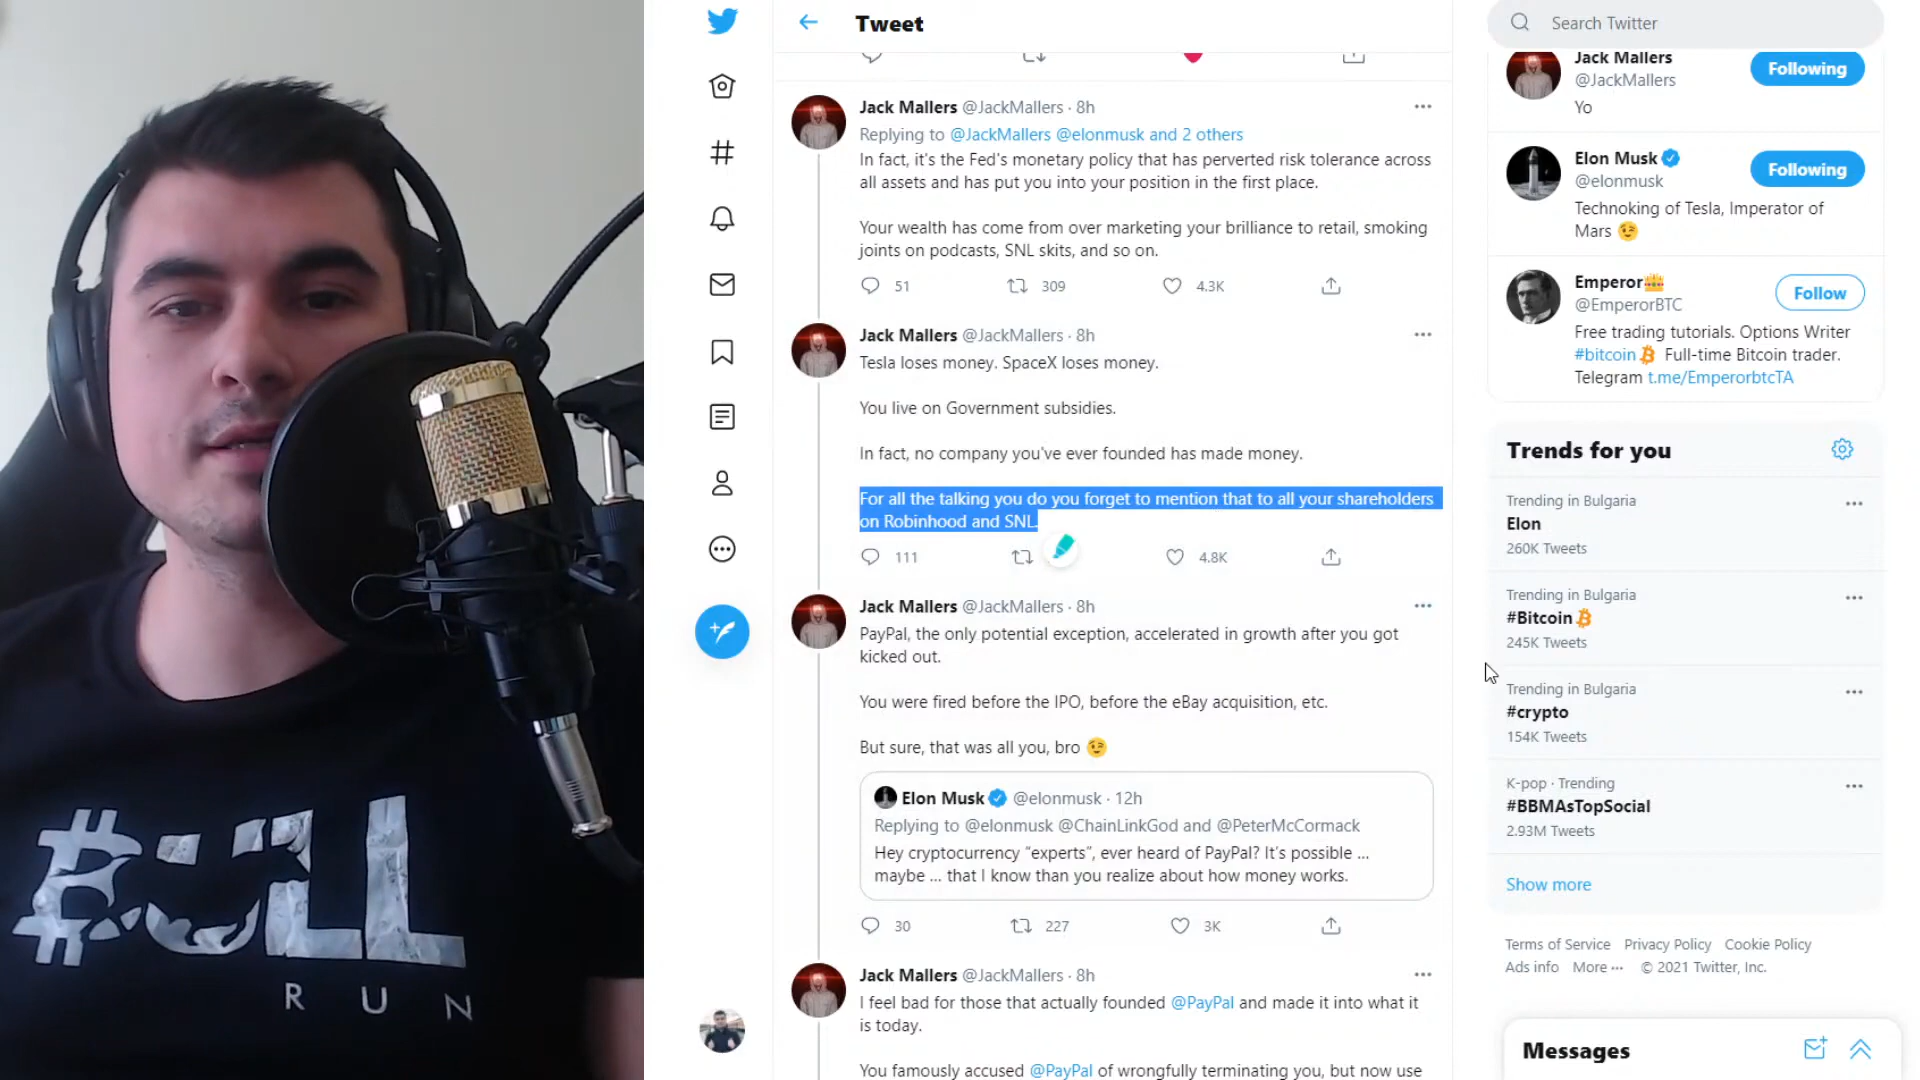 Tweet
Search Twitter
Jack Mallers @JackMallers · 8h
Replying to @JackMallers @elonmusk and 2 others
In fact, it's the Fed's monetary policy that has perverted risk tolerance across
all assets and has put you into your position in the first place.
Your wealth has come from over marketing your brilliance to retail, smoking
joints on podcasts, SNL skits, and so on.
51 309 4.3K
Jack Mallers @JackMallers · 8h
Tesla loses money. SpaceX loses money.
You live on Government subsidies.
In fact, no company you've ever founded has made money.
For all the talking you do you forget to mention that to all your shareholders
on Robinhood and SNL.
111 4.8K
Jack Mallers @JackMallers · 8h
PayPal, the only potential exception, accelerated in growth after you got
kicked out.
You were fired before the IPO, before the eBay acquisition, etc.
But sure, that was all you, bro 😉
Elon Musk @elonmusk · 12h
Replying to @elonmusk @ChainLinkGod and @PeterMcCormack
Hey cryptocurrency “experts”, ever heard of PayPal? It's possible …
maybe … that I know than you realize about how money works.
30 227 3K
Jack Mallers @JackMallers · 8h
I feel bad for those that actually founded @PayPal and made it into what it
is today.
You famously accused @PayPal of wrongfully terminating you, but now use
Jack Mallers
@JackMallers
Following
Yo
Elon Musk
@elonmusk
Following
Technoking of Tesla, Imperator of
Mars 😉
Emperor👑
@EmperorBTC
Follow
Free trading tutorials. Options Writer
#bitcoin₿ Full-time Bitcoin trader.
Telegram t.me/EmperorbtcTA
Trends for you
Trending in Bulgaria
Elon
260K Tweets
Trending in Bulgaria
#Bitcoin₿
245K Tweets
Trending in Bulgaria
#crypto
154K Tweets
K-pop · Trending
#BBMAsTopSocial
2.93M Tweets
Show more
Terms of Service Privacy Policy Cookie Policy
Ads info More ··· © 2021 Twitter, Inc.
Messages
₿ULL
RUN